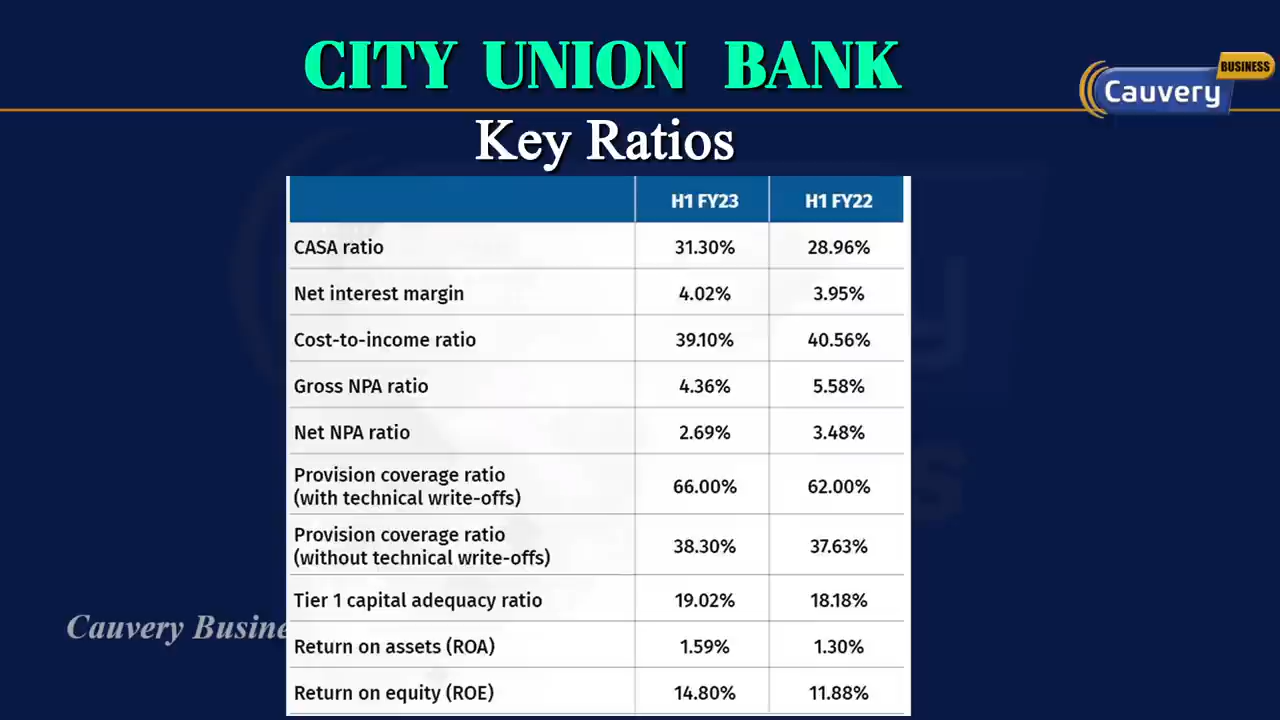 CITY UNION BANK
BUSINESS
Cauvery
Key Ratios
H1 FY23 H1 FY22
CASA ratio 31.30% 28.96%
Net interest margin 4.02% 3.95%
Cost-to-income ratio 39.10% 40.56%
Gross NPA ratio 4.36% 5.58%
Net NPA ratio 2.69% 3.48%
Provision coverage ratio
(with technical write-offs) 66.00% 62.00%
Provision coverage ratio
(without technical write-offs) 38.30% 37.63%
Tier 1 capital adequacy ratio 19.02% 18.18%
Cauvery Busine
Return on assets (ROA) 1.59% 1.30%
Return on equity (ROE) 14.80% 11.88%